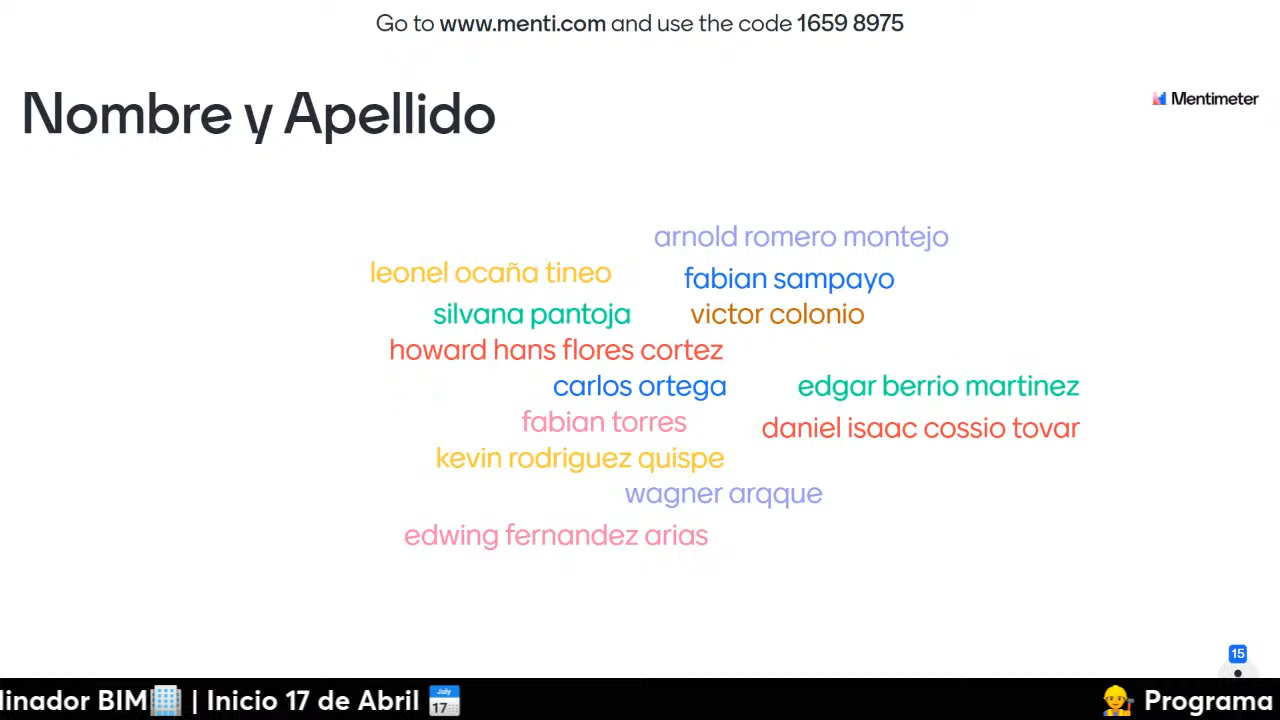 Go to www.menti.com and use the code 1659 8975
Nombre y Apellido
Mentimeter
arnold romero montejo
leonel ocaña tineo
fabian sampayo
silvana pantoja
victor colonio
howard hans flores cortez
carlos ortega
edgar berrio martinez
fabian torres
daniel isaac cossio tovar
kevin rodriguez quispe
wagner arqque
edwing fernandez arias
15
linador BIM | Inicio 17 de Abril July 17 Programa